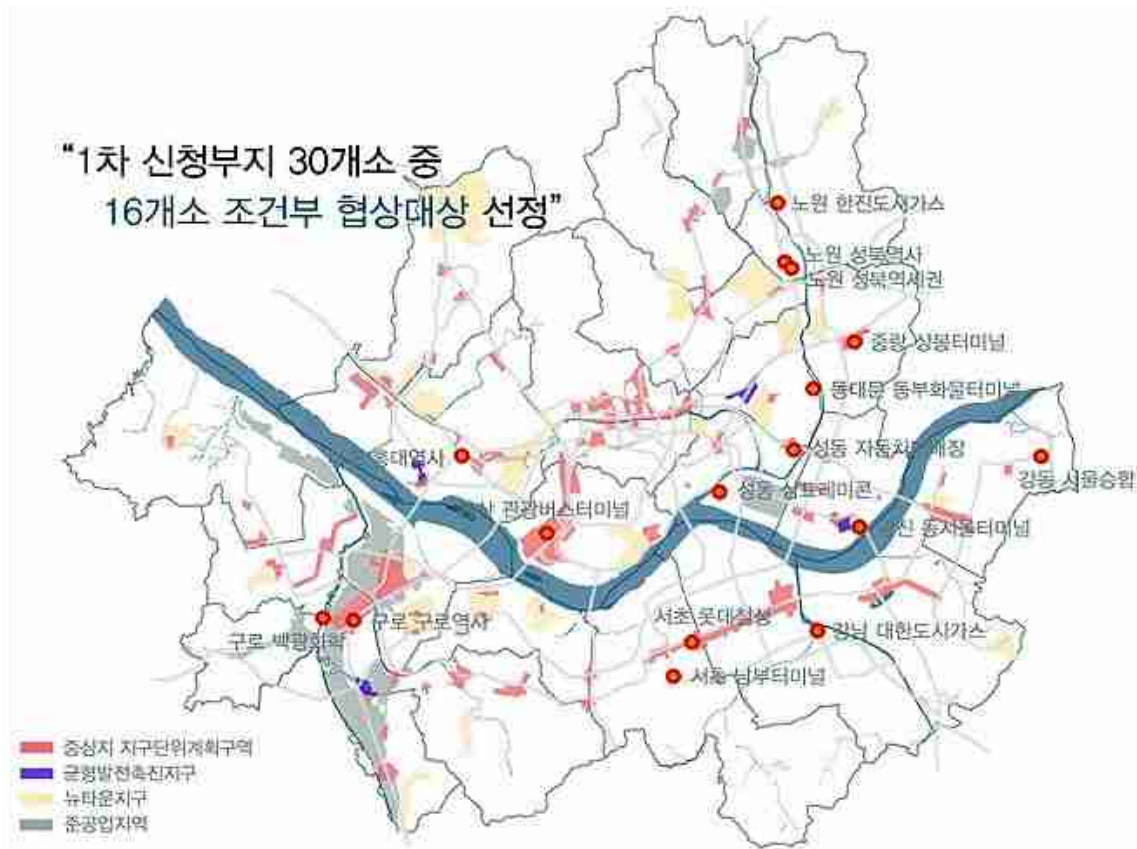 "1차 신청부지 30개소 중
16개소 조건부 협상대상 선정"
노원 한진도시가스
노원 성북역사
노원 성북역세권
중랑 상봉터미널
동대문 동부화물터미널
홍대역사
성동 자동차매매장
강동 서울승합
성동 삼표레미콘
관광버스터미널
동서울터미널
구로 구로역사
구로 백광화학
서초 롯데칠성
강남 대한도시가스
서초 남부터미널
중심지 지구단위계획구역
균형발전촉진지구
뉴타운지구
준공업지역